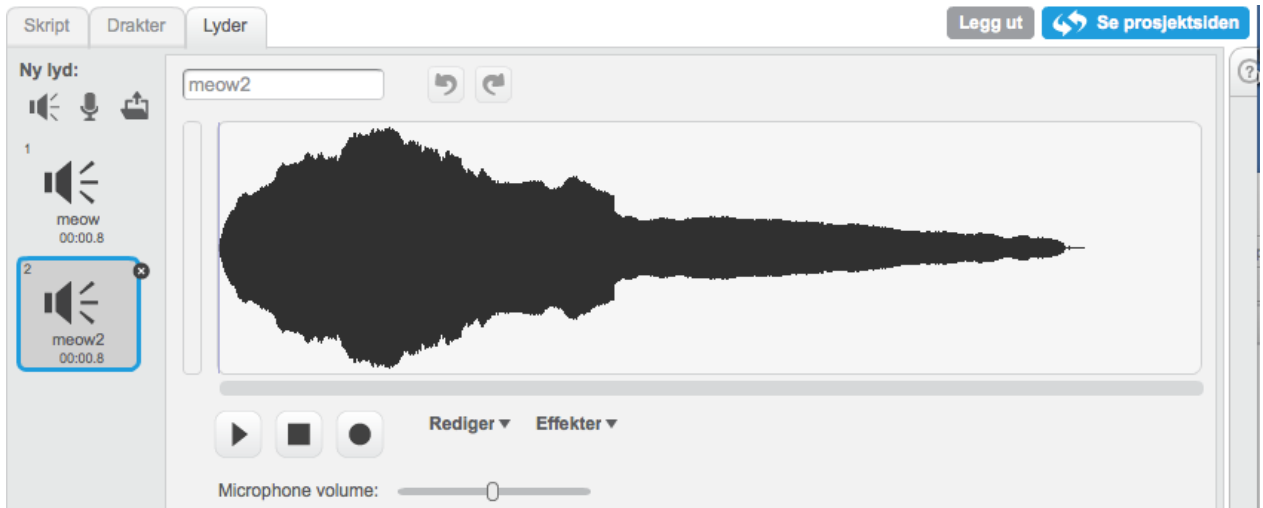 Skript Drakter Lyder Legg ut Se prosjektsiden
Ny lyd:
meow2
?
1
meow
00:00.8
2
meow2
00:00.8
Rediger Effekter
Microphone volume: